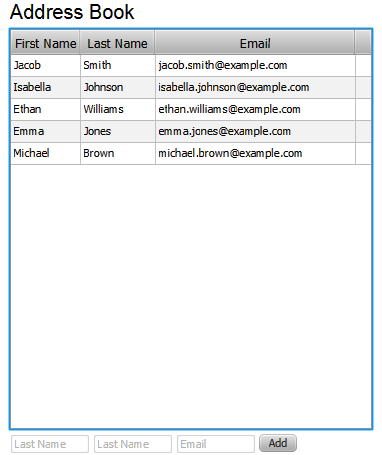 Address Book
First Name Last Name Email
Jacob Smith jacob.smith@example.com
Isabella Johnson isabella.johnson@example.com
Ethan Williams ethan.williams@example.com
Emma Jones emma.jones@example.com
Michael Brown michael.brown@example.com
Last Name Last Name Email Add